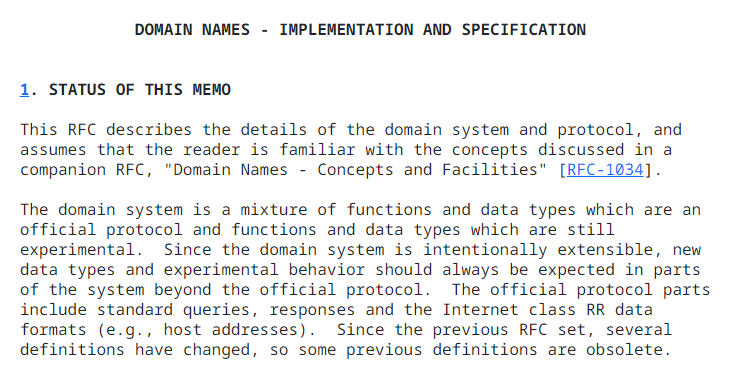 DOMAIN NAMES - IMPLEMENTATION AND SPECIFICATION
1. STATUS OF THIS MEMO
This RFC describes the details of the domain system and protocol, and
assumes that the reader is familiar with the concepts discussed in a
companion RFC, "Domain Names - Concepts and Facilities" [RFC-1034].
The domain system is a mixture of functions and data types which are an
official protocol and functions and data types which are still
experimental.  Since the domain system is intentionally extensible, new
data types and experimental behavior should always be expected in parts
of the system beyond the official protocol.  The official protocol parts
include standard queries, responses and the Internet class RR data
formats (e.g., host addresses).  Since the previous RFC set, several
definitions have changed, so some previous definitions are obsolete.